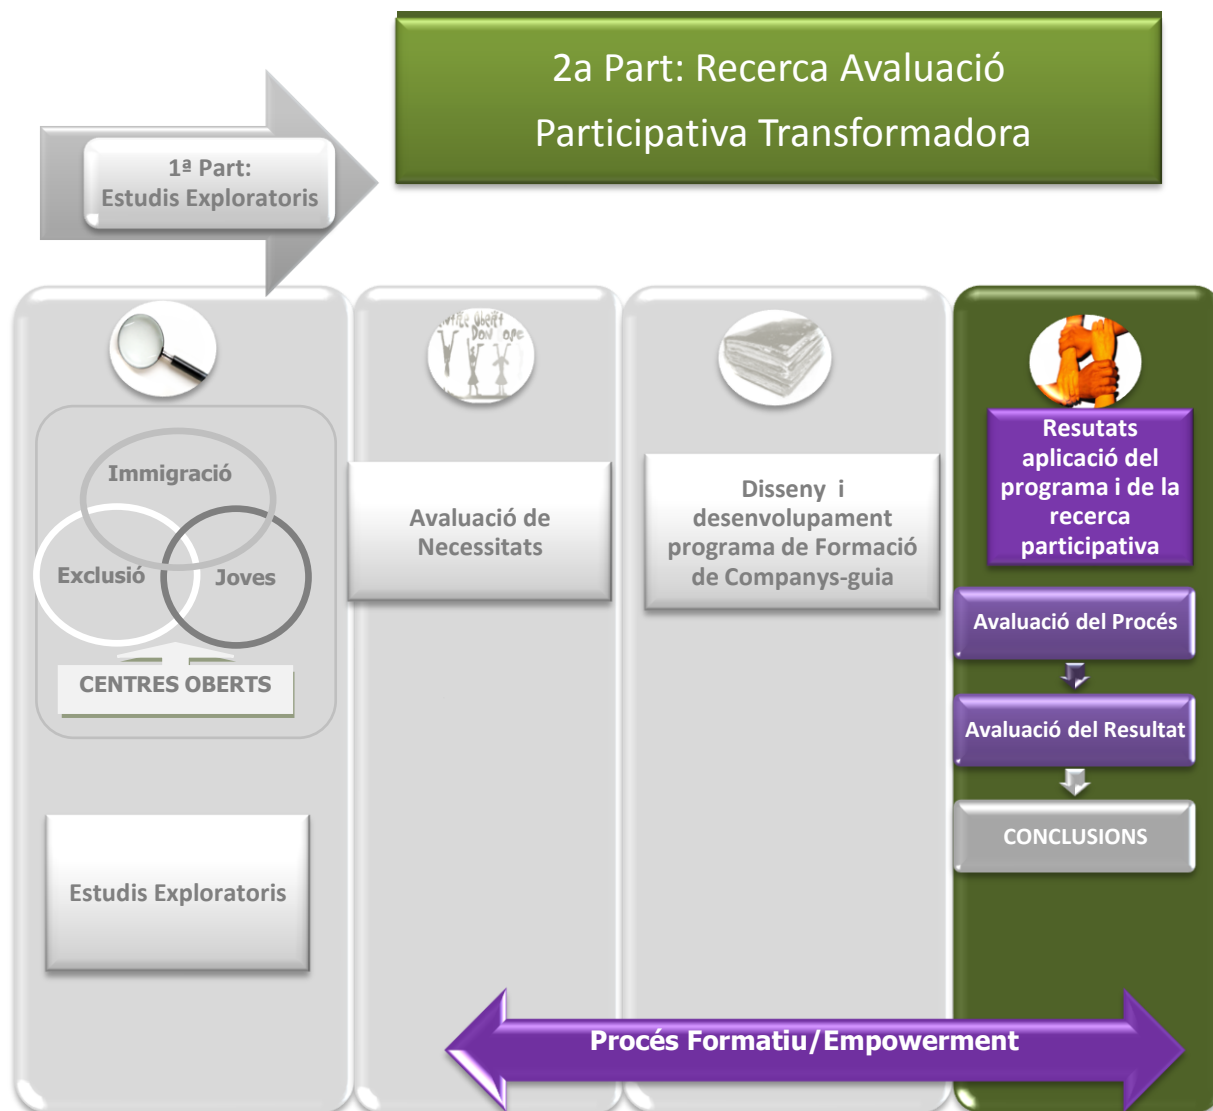 2a Part: Recerca Avaluació
Participativa Transformadora
1ª Part:
Estudis Exploratoris
Immigració
Exclusió
Joves
CENTRES OBERTS
Estudis Exploratoris
Avaluació de
Necessitats
Disseny i
desenvolupament
programa de Formació
de Companys-guia
Resutats
aplicació del
programa i de la
recerca
participativa
Avaluació del Procés
Avaluació del Resultat
CONCLUSIONS
Procés Formatiu/Empowerment